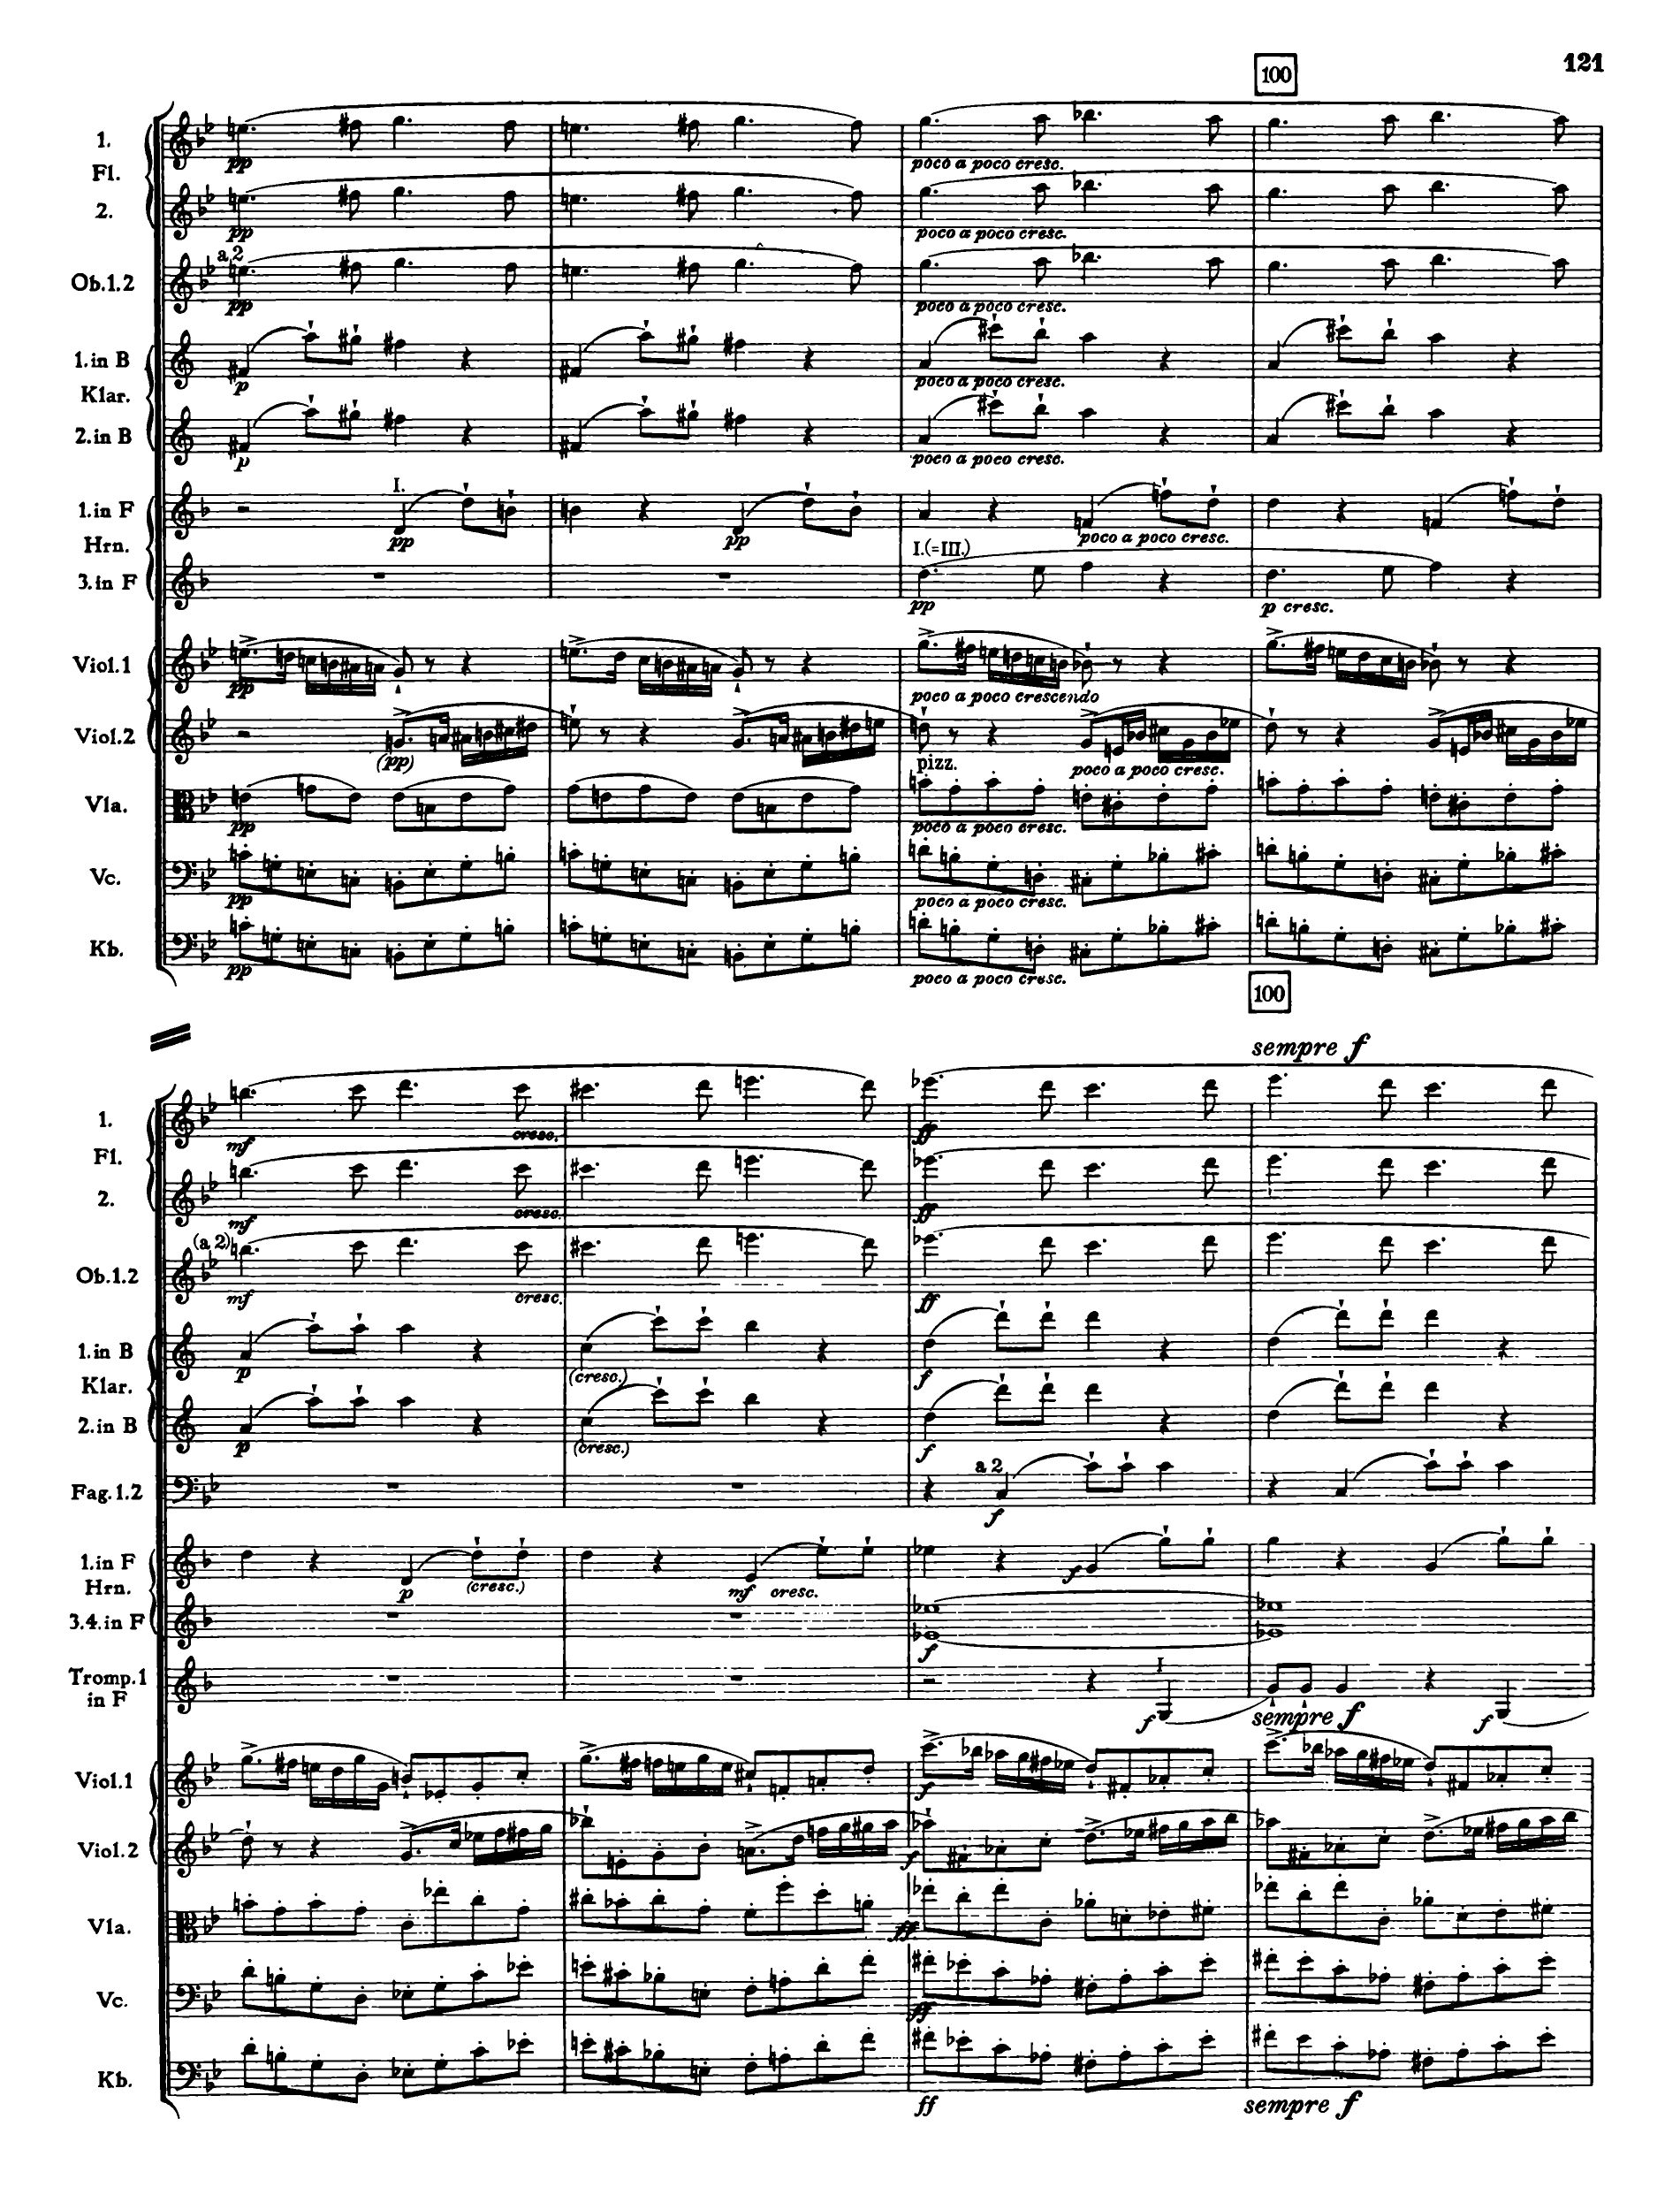 121
100
1.
Fl.
pp
poco a poco cresc.
2.
pp
poco a poco cresc.
a 2
Ob.1.2
pp
poco a poco cresc.
1. in B
p
poco a poco cresc.
Klar.
2. in B
p
poco a poco cresc.
I.
1. in F
pp
pp
poco a poco cresc.
Hrn.
I.(=III.)
3. in F
pp
p cresc.
Viol.1
pp
poco a poco crescendo
Viol.2
(pp)
pizz.
poco a poco cresc.
Vla.
pp
poco a poco cresc.
Vc.
pp
poco a poco cresc.
Kb.
pp
poco a poco cresc.
100
sempre f
1.
Fl.
mf
cresc.
ff
2.
mf
cresc.
ff
(a 2)
Ob.1.2
mf
cresc.
ff
1. in B
p
(cresc.)
f
Klar.
2. in B
p
(cresc.)
f
a 2
Fag.1.2
f
1. in F
p
(cresc.)
mf cresc.
f
Hrn.
3.4. in F
f
Tromp.1
in F
I
f
f
sempre f
Viol.1
f
Viol.2
f
Vla.
ff
Vc.
ff
Kb.
ff
sempre f